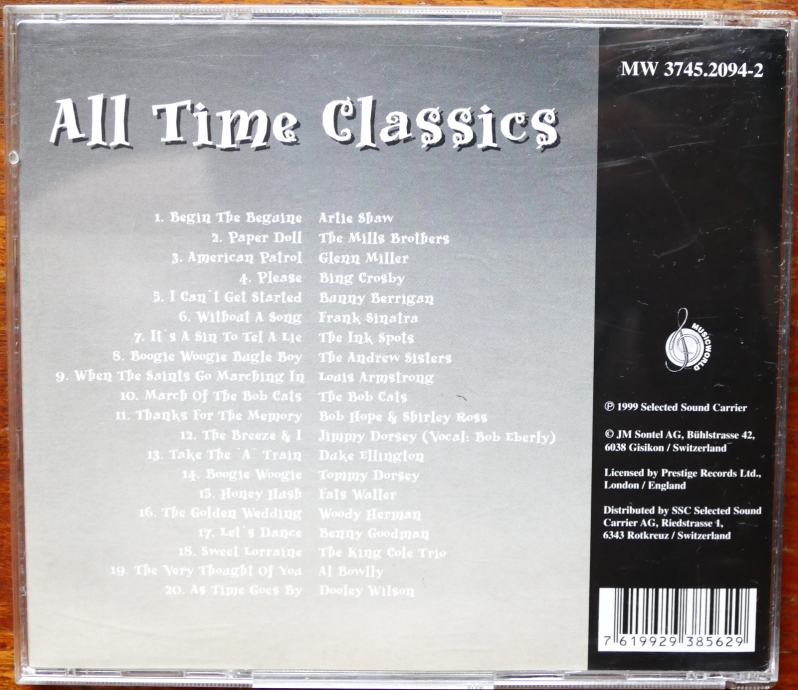 MW 3745.2094-2
All Time Classics
1. Begin The Beguine Artie Shaw
2. Paper Doll The Mills Brothers
3. American Patrol Glenn Miller
4. Please Bing Crosby
5. I Can't Get Started Bunny Berrigan
6. Without A Song Frank Sinatra
7. It's A Sin To Tel A Lie The Ink Spots
8. Boogie Woogie Bugle Boy The Andrew Sisters
9. When The Saints Go Marching In Louis Armstrong
10. March Of The Bob Cats The Bob Cats
11. Thanks For The Memory Bob Hope & Shirley Ross
12. The Breeze & I Jimmy Dorsey (Vocal: Bob Eberly)
13. Take The "A" Train Duke Ellington
14. Boogie Woogie Tommy Dorsey
15. Honey Hush Fats Waller
16. The Golden Wedding Woody Herman
17. Let's Dance Benny Goodman
18. Sweet Lorraine The King Cole Trio
19. The Very Thought Of You Al Bowlly
20. As Time Goes By Dooley Wilson
MUSICWORLD
℗ 1999 Selected Sound Carrier
© JM Sontel AG, Bühlstrasse 42,
6038 Gisikon / Switzerland
Licensed by Prestige Records Ltd.,
London / England
Distributed by SSC Selected Sound
Carrier AG, Riedstrasse 1,
6343 Rotkreuz / Switzerland
7 619929 385629